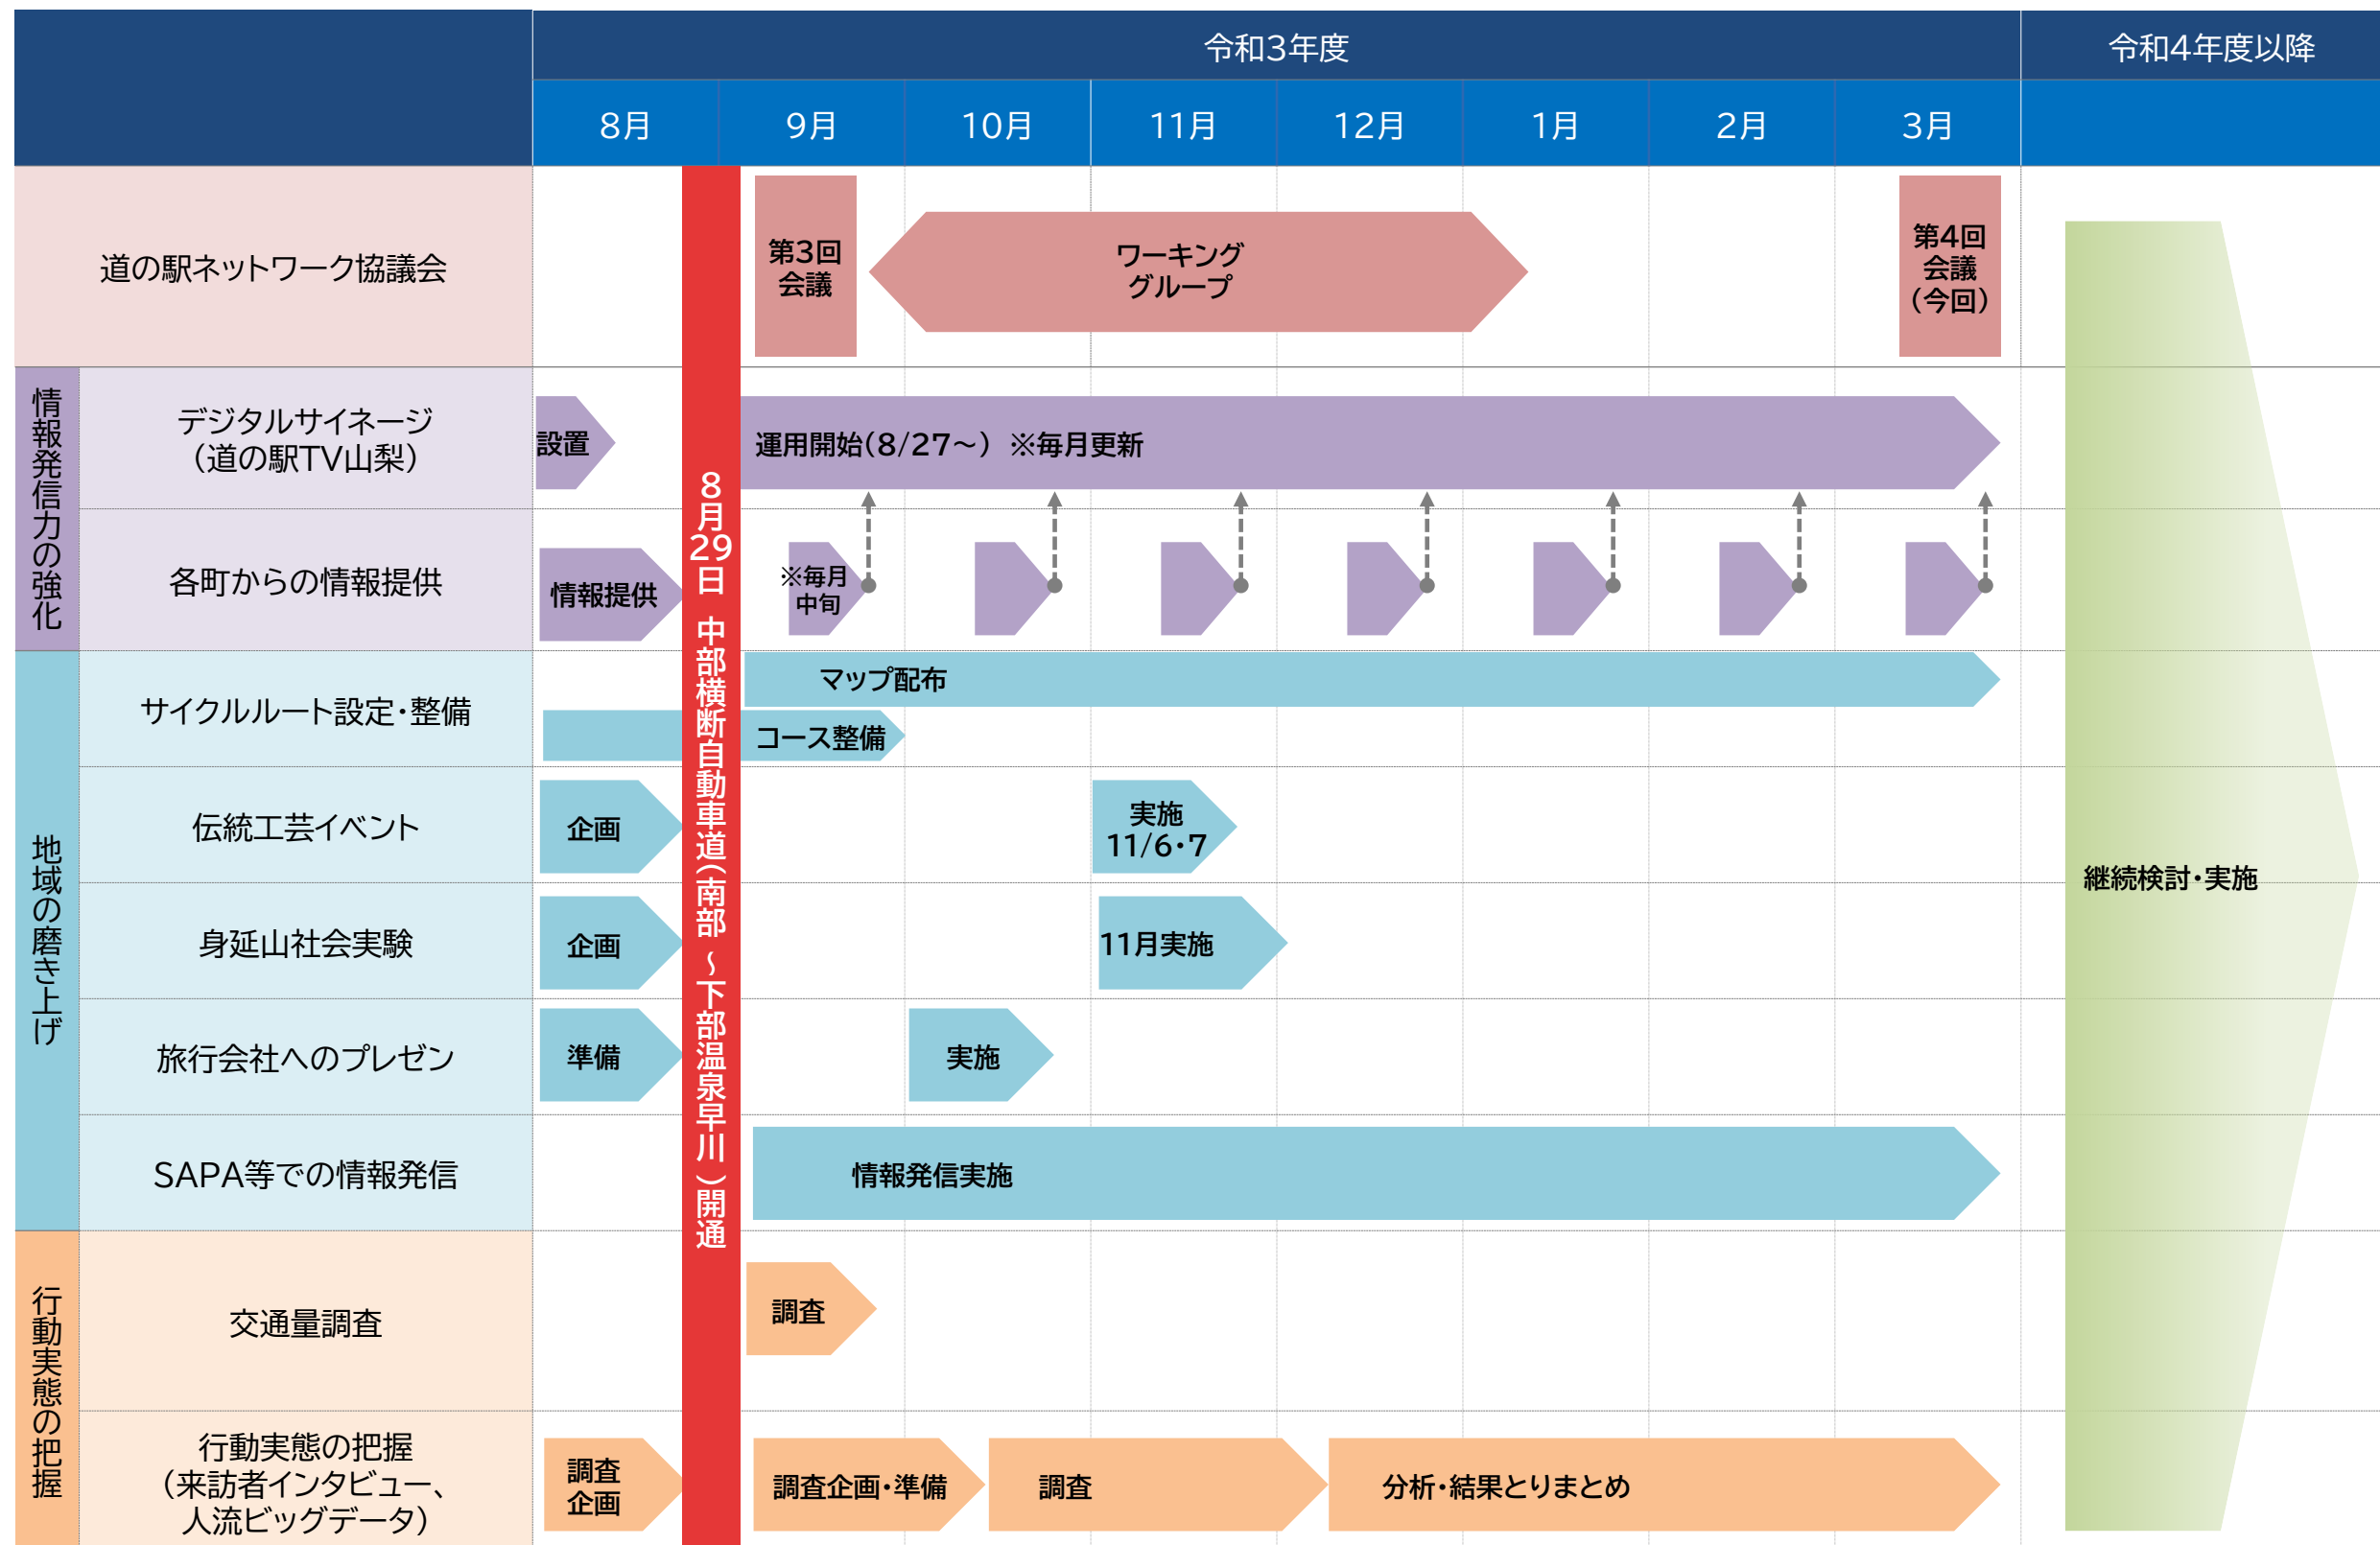 令和3年度
令和4年度以降
8月
9月
10月
11月
12月
1月
2月
3月
道の駅ネットワーク協議会
第3回
会議
ワーキング
グループ
第4回
会議
（今回）
情報発信力の強化
デジタルサイネージ
（道の駅TV山梨）
設置
運用開始（8/27～） ※毎月更新
各町からの情報提供
情報提供
※毎月
中旬
8月29日 中部横断自動車道（南部～下部温泉早川）開通
地域の磨き上げ
サイクルルート設定・整備
マップ配布
コース整備
伝統工芸イベント
企画
実施
11/6・7
身延山社会実験
企画
11月実施
旅行会社へのプレゼン
準備
実施
SAPA等での情報発信
情報発信実施
継続検討・実施
行動実態の把握
交通量調査
調査
行動実態の把握
（来訪者インタビュー、
人流ビッグデータ）
調査
企画
調査企画・準備
調査
分析・結果とりまとめ